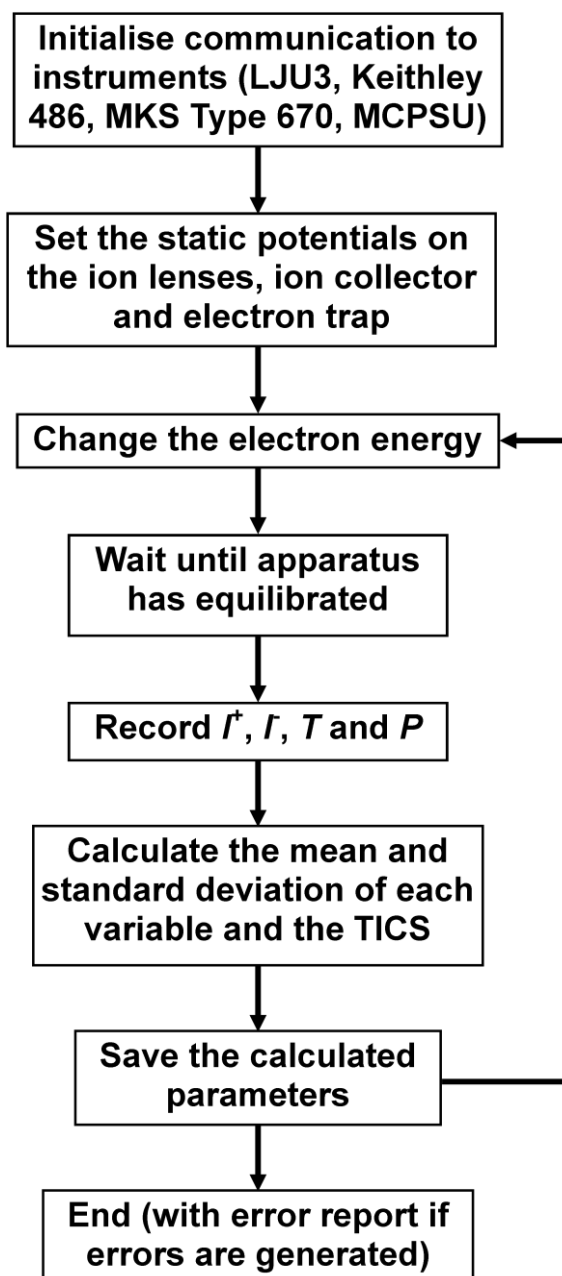 Initialise communication to
instruments (LJU3, Keithley
486, MKS Type 670, MCPSU)
Set the static potentials on
the ion lenses, ion collector
and electron trap
Change the electron energy
Wait until apparatus
has equilibrated
Record I⁺, I⁻, T and P
Calculate the mean and
standard deviation of each
variable and the TICS
Save the calculated
parameters
End (with error report if
errors are generated)